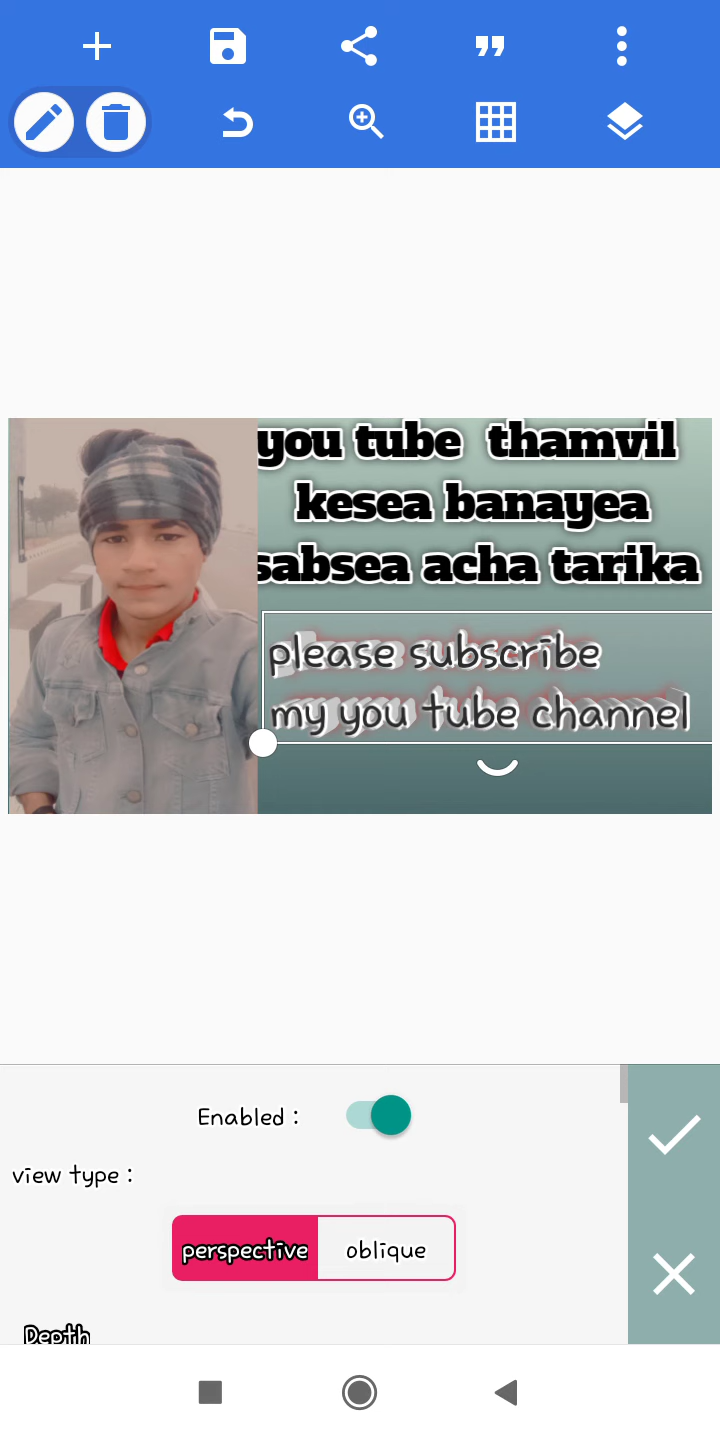 you tube thamvil
kesea banayea
sabsea acha tarika
please subscribe
my you tube channel
Enabled :
view type :
perspective oblique
Depth